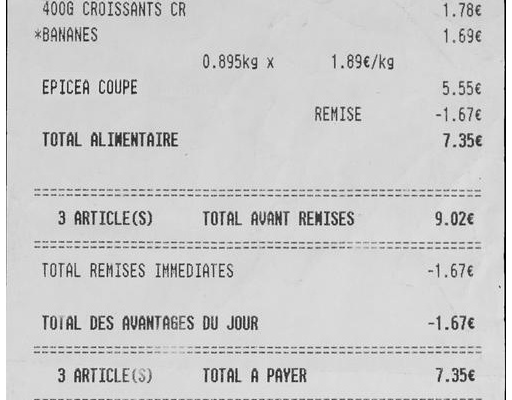 400G CROISSANTS CR 1.78€
*BANANES 1.69€
0.895kg x 1.89€/kg
EPICEA COUPE 5.55€
REMISE -1.67€
TOTAL ALIMENTAIRE 7.35€
========================================
3 ARTICLE(S) TOTAL AVANT REMISES 9.02€
========================================
TOTAL REMISES IMMEDIATES -1.67€
TOTAL DES AVANTAGES DU JOUR -1.67€
========================================
3 ARTICLE(S) TOTAL A PAYER 7.35€
========================================